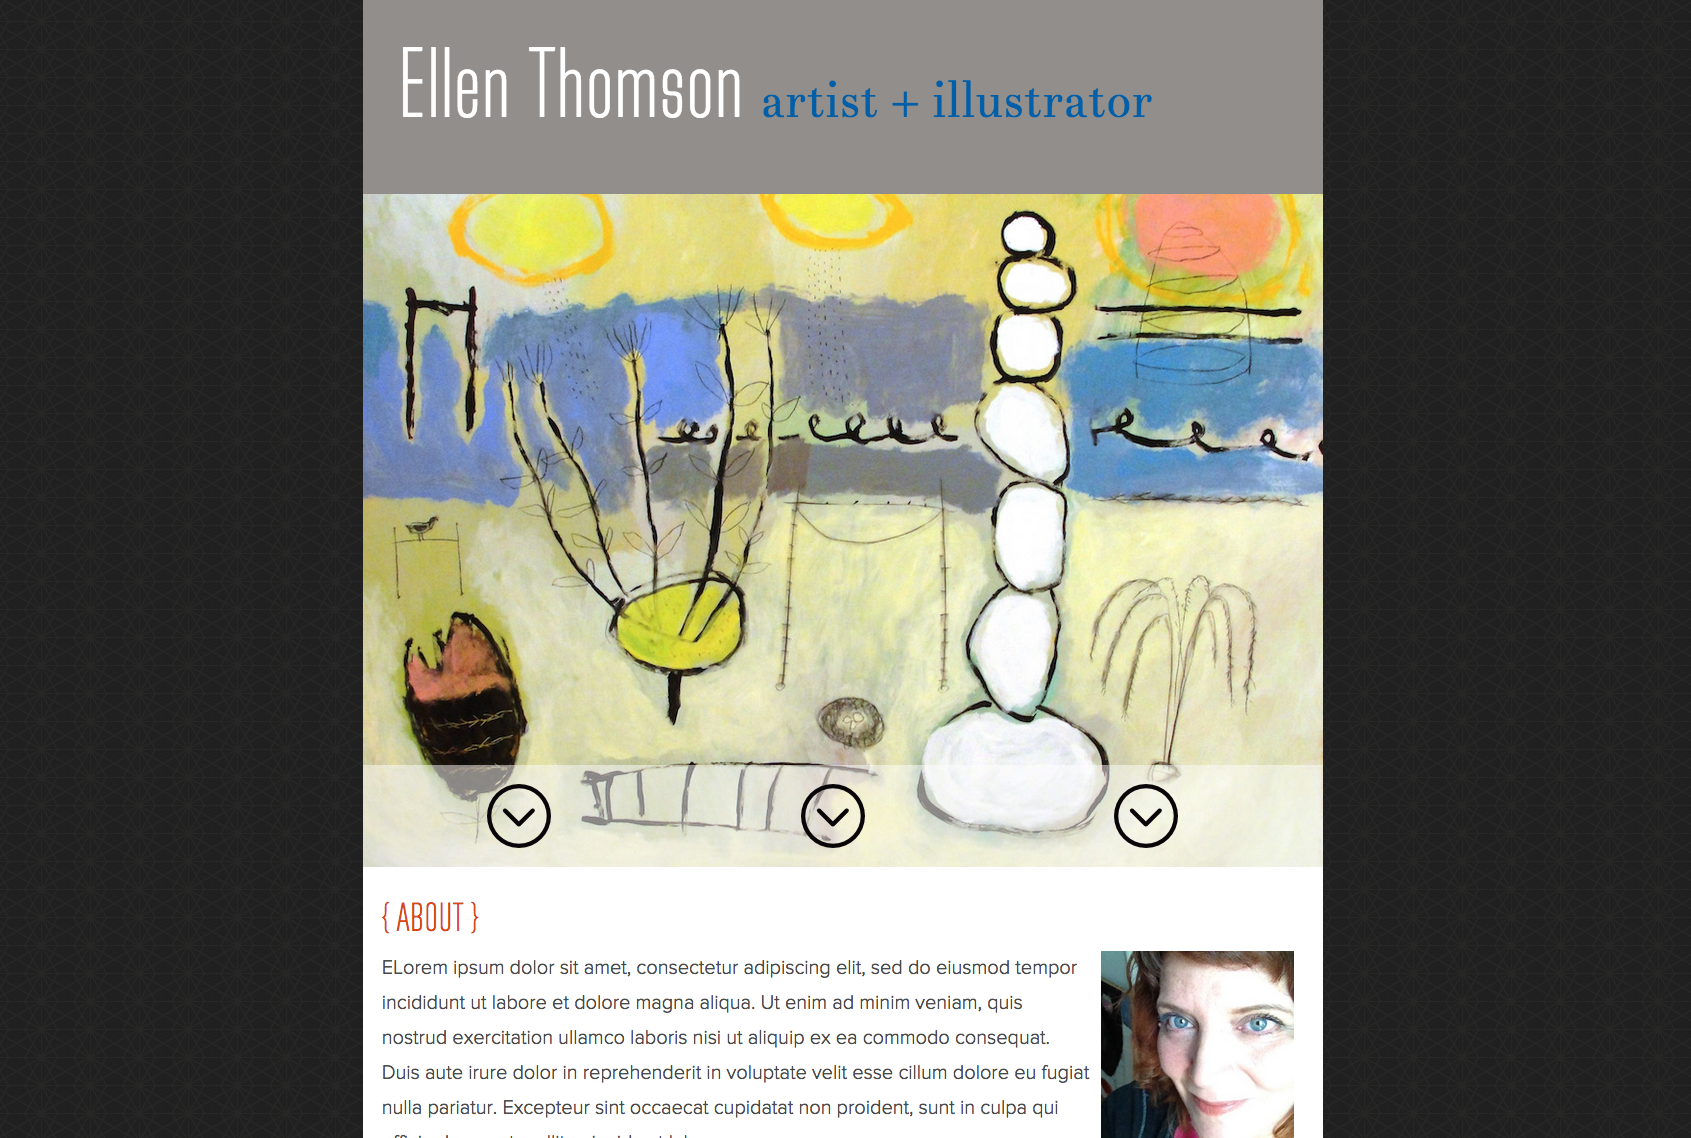 Ellen Thomson artist + illustrator
{ ABOUT }
ELorem ipsum dolor sit amet, consectetur adipiscing elit, sed do eiusmod tempor
incididunt ut labore et dolore magna aliqua. Ut enim ad minim veniam, quis
nostrud exercitation ullamco laboris nisi ut aliquip ex ea commodo consequat.
Duis aute irure dolor in reprehenderit in voluptate velit esse cillum dolore eu fugiat
nulla pariatur. Excepteur sint occaecat cupidatat non proident, sunt in culpa qui